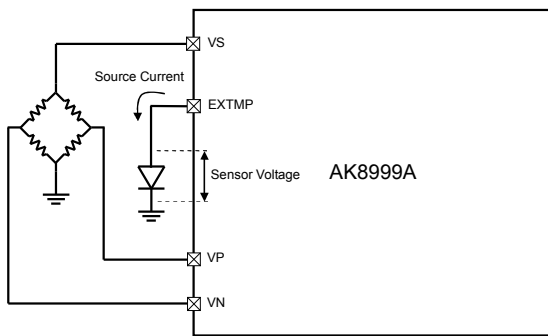 VS
Source Current
EXTMP
Sensor Voltage
AK8999A
VP
VN